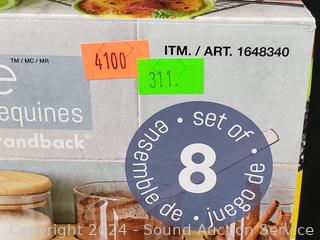 TM / MC / MR
4100
ITM. / ART. 1648340
311.
e
equines
randback®
set of
8
juego de
ensemble de
Copyright 2024 - Sound Auction Service